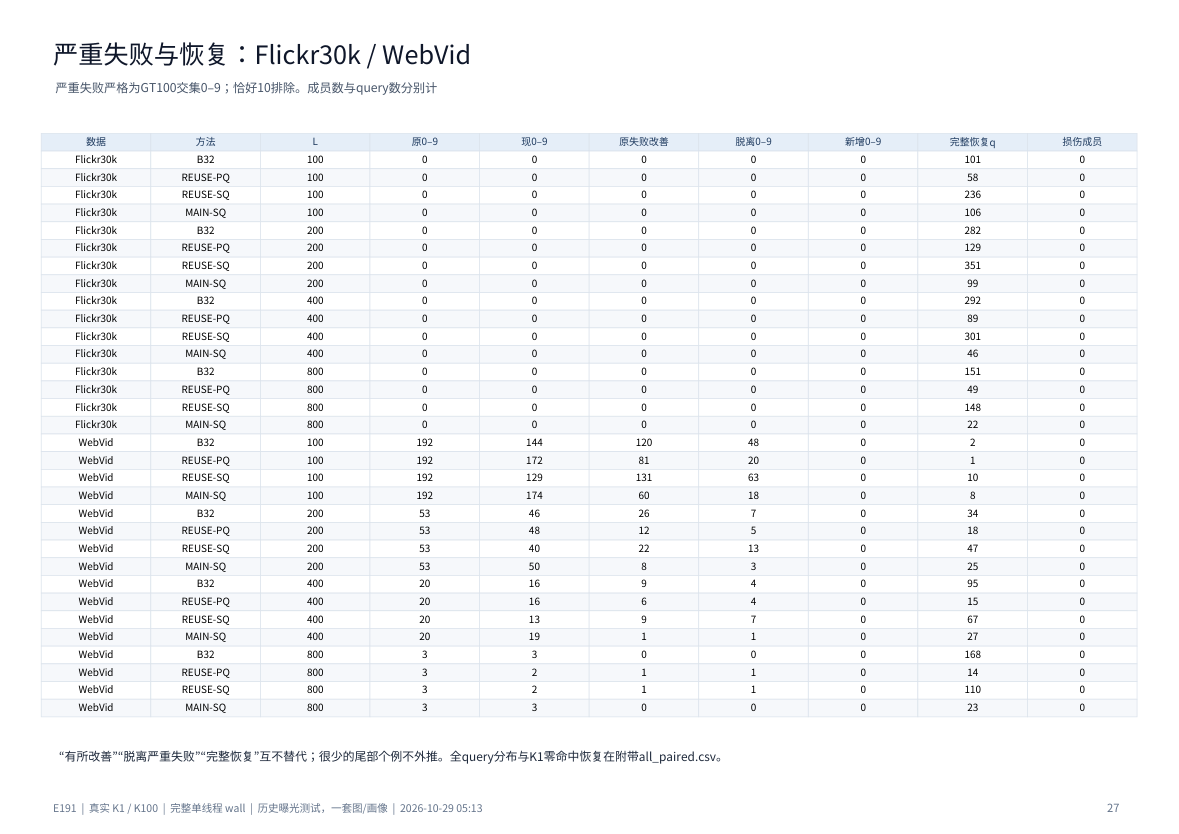 严重失败与恢复：Flickr30k / WebVid
严重失败严格为GT100交集0–9；恰好10排除。成员数与query数分别计
数据 方法 L 原0–9 现0–9 原失败改善 脱离0–9 新增0–9 完整恢复q 损伤成员
Flickr30k B32 100 0 0 0 0 0 101 0
Flickr30k REUSE-PQ 100 0 0 0 0 0 58 0
Flickr30k REUSE-SQ 100 0 0 0 0 0 236 0
Flickr30k MAIN-SQ 100 0 0 0 0 0 106 0
Flickr30k B32 200 0 0 0 0 0 282 0
Flickr30k REUSE-PQ 200 0 0 0 0 0 129 0
Flickr30k REUSE-SQ 200 0 0 0 0 0 351 0
Flickr30k MAIN-SQ 200 0 0 0 0 0 99 0
Flickr30k B32 400 0 0 0 0 0 292 0
Flickr30k REUSE-PQ 400 0 0 0 0 0 89 0
Flickr30k REUSE-SQ 400 0 0 0 0 0 301 0
Flickr30k MAIN-SQ 400 0 0 0 0 0 46 0
Flickr30k B32 800 0 0 0 0 0 151 0
Flickr30k REUSE-PQ 800 0 0 0 0 0 49 0
Flickr30k REUSE-SQ 800 0 0 0 0 0 148 0
Flickr30k MAIN-SQ 800 0 0 0 0 0 22 0
WebVid B32 100 192 144 120 48 0 2 0
WebVid REUSE-PQ 100 192 172 81 20 0 1 0
WebVid REUSE-SQ 100 192 129 131 63 0 10 0
WebVid MAIN-SQ 100 192 174 60 18 0 8 0
WebVid B32 200 53 46 26 7 0 34 0
WebVid REUSE-PQ 200 53 48 12 5 0 18 0
WebVid REUSE-SQ 200 53 40 22 13 0 47 0
WebVid MAIN-SQ 200 53 50 8 3 0 25 0
WebVid B32 400 20 16 9 4 0 95 0
WebVid REUSE-PQ 400 20 16 6 4 0 15 0
WebVid REUSE-SQ 400 20 13 9 7 0 67 0
WebVid MAIN-SQ 400 20 19 1 1 0 27 0
WebVid B32 800 3 3 0 0 0 168 0
WebVid REUSE-PQ 800 3 2 1 1 0 14 0
WebVid REUSE-SQ 800 3 2 1 1 0 110 0
WebVid MAIN-SQ 800 3 3 0 0 0 23 0
“有所改善”“脱离严重失败”“完整恢复”互不替代；很少的尾部个例不外推。全query分布与K1零命中恢复在附带all_paired.csv。
E191 | 真实 K1 / K100 | 完整单线程 wall | 历史曝光测试，一套图/画像 | 2026-10-29 05:13
27